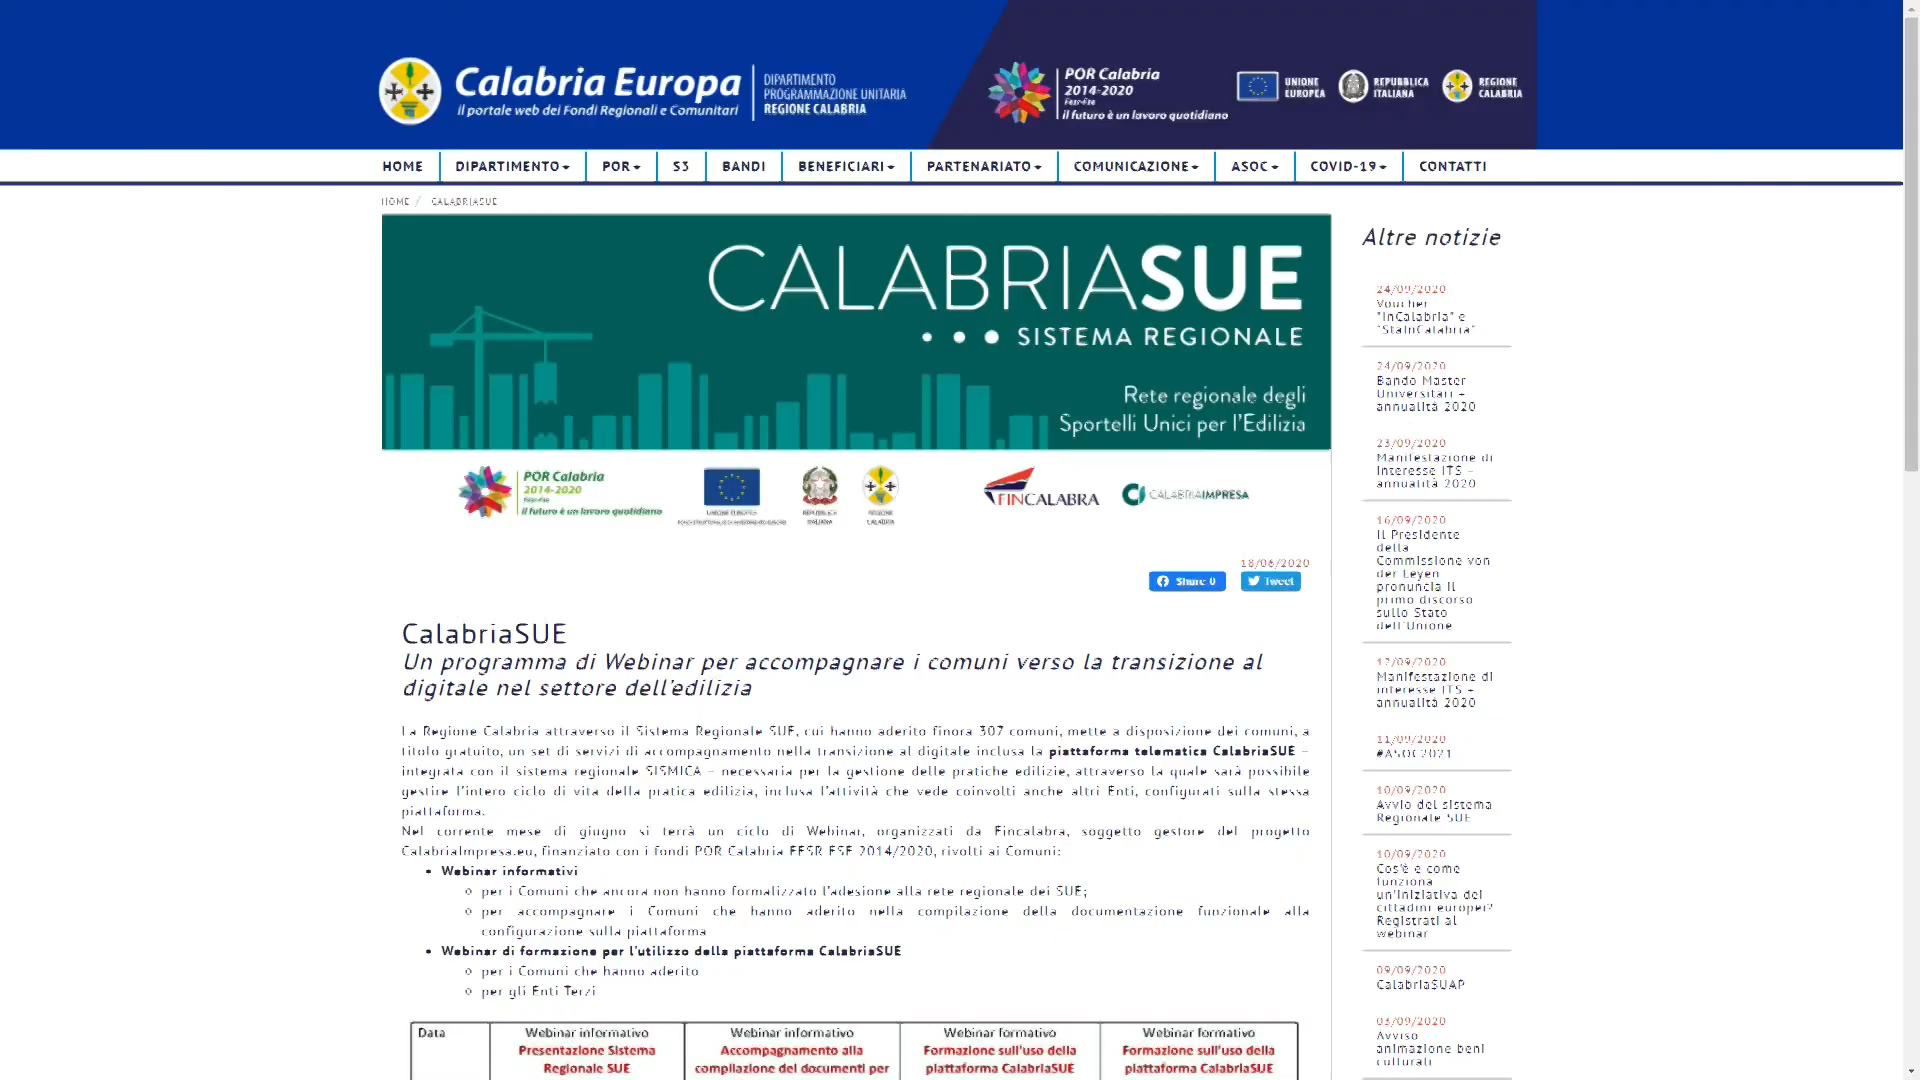 Calabria Europa
il portale web dei Fondi Regionali e Comunitari
DIPARTIMENTO
PROGRAMMAZIONE UNITARIA
REGIONE CALABRIA
POR Calabria
2014-2020
Fesr-Fse
il futuro è un lavoro quotidiano
UNIONE
EUROPEA
REPUBBLICA
ITALIANA
REGIONE
CALABRIA
HOME
DIPARTIMENTO
POR
S3
BANDI
BENEFICIARI
PARTENARIATO
COMUNICAZIONE
ASOC
COVID-19
CONTATTI
HOME / CALABRIASUE
CALABRIASUE
SISTEMA REGIONALE
Rete regionale degli
Sportelli Unici per l'Edilizia
POR Calabria
2014-2020
Fesr-Fse
il futuro è un lavoro quotidiano
UNIONE EUROPEA
REPUBBLICA
ITALIANA
REGIONE
CALABRIA
FINCALABRA
CALABRIAIMPRESA
18/06/2020
Share 0
Tweet
CalabriaSUE
Un programma di Webinar per accompagnare i comuni verso la transizione al
digitale nel settore dell'edilizia
La Regione Calabria attraverso il Sistema Regionale SUE, cui hanno aderito finora 307 comuni, mette a disposizione dei comuni, a
titolo gratuito, un set di servizi di accompagnamento nella transizione al digitale inclusa la piattaforma telematica CalabriaSUE –
integrata con il sistema regionale SISMICA – necessaria per la gestione delle pratiche edilizie, attraverso la quale sarà possibile
gestire l'intero ciclo di vita della pratica edilizia, inclusa l'attività che vede coinvolti anche altri Enti, configurati sulla stessa
piattaforma.
Nel corrente mese di giugno si terrà un ciclo di Webinar, organizzati da Fincalabra, soggetto gestore del progetto
CalabriaImpresa.eu, finanziato con i fondi POR Calabria FESR FSE 2014/2020, rivolti ai Comuni:
• Webinar informativi
○ per i Comuni che ancora non hanno formalizzato l'adesione alla rete regionale dei SUE;
○ per accompagnare i Comuni che hanno aderito nella compilazione della documentazione funzionale alla
configurazione sulla piattaforma
• Webinar di formazione per l'utilizzo della piattaforma CalabriaSUE
○ per i Comuni che hanno aderito
○ per gli Enti Terzi
Data
Webinar informativo
Presentazione Sistema
Regionale SUE
Webinar informativo
Accompagnamento alla
compilazione dei documenti per
Webinar formativo
Formazione sull'uso della
piattaforma CalabriaSUE
Webinar formativo
Formazione sull'uso della
piattaforma CalabriaSUE
Altre notizie
24/09/2020
Voucher
"InCalabria" e
"StaInCalabria"
24/09/2020
Bando Master
Universitari –
annualità 2020
23/09/2020
Manifestazione di
interesse ITS –
annualità 2020
16/09/2020
Il Presidente
della
Commissione von
der Leyen
pronuncia il
primo discorso
sullo Stato
dell'Unione
17/09/2020
Manifestazione di
interesse ITS –
annualità 2020
11/09/2020
#ASOC2021
10/09/2020
Avvio del sistema
Regionale SUE
10/09/2020
Cos'è e come
funziona
un'iniziativa dei
cittadini europei?
Registrati al
webinar
09/09/2020
CalabriaSUAP
03/09/2020
Avviso
animazione beni
culturali